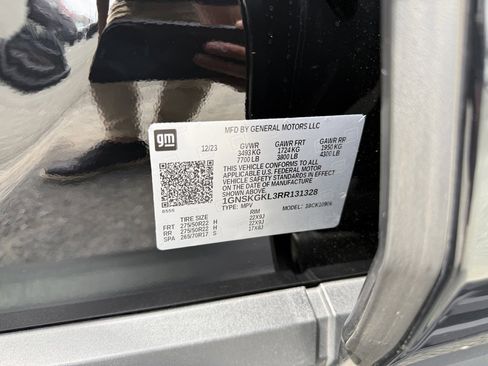 gm
MFD BY GENERAL MOTORS LLC
12/23 GVWR GAWR FRT GAWR RR
3493 KG 1724 KG 1950 KG
7700 LB 3800 LB 4300 LB
THIS VEHICLE CONFORMS TO ALL
APPLICABLE U.S. FEDERAL MOTOR
VEHICLE SAFETY STANDARDS IN EFFECT
ON THE DATE OF MANUFACTURE
1GNSKGKL3RR131328
TYPE: MPV MODEL:
TIRE SIZE RIM
FRT 275/50R22 H 22X9J
RR 275/50R22 H 22X9J
SPA 265/70R17 S 17X8J